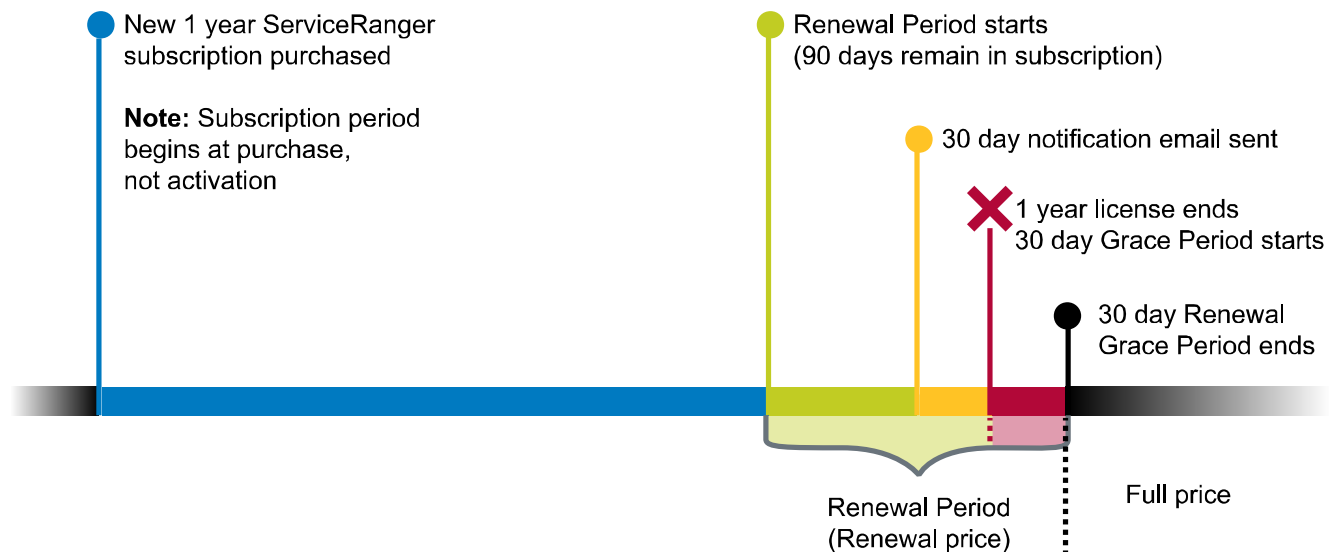 New 1 year ServiceRanger
subscription purchased
Note: Subscription period
begins at purchase,
not activation
Renewal Period starts
(90 days remain in subscription)
30 day notification email sent
1 year license ends
30 day Grace Period starts
30 day Renewal
Grace Period ends
Renewal Period
(Renewal price)
Full price